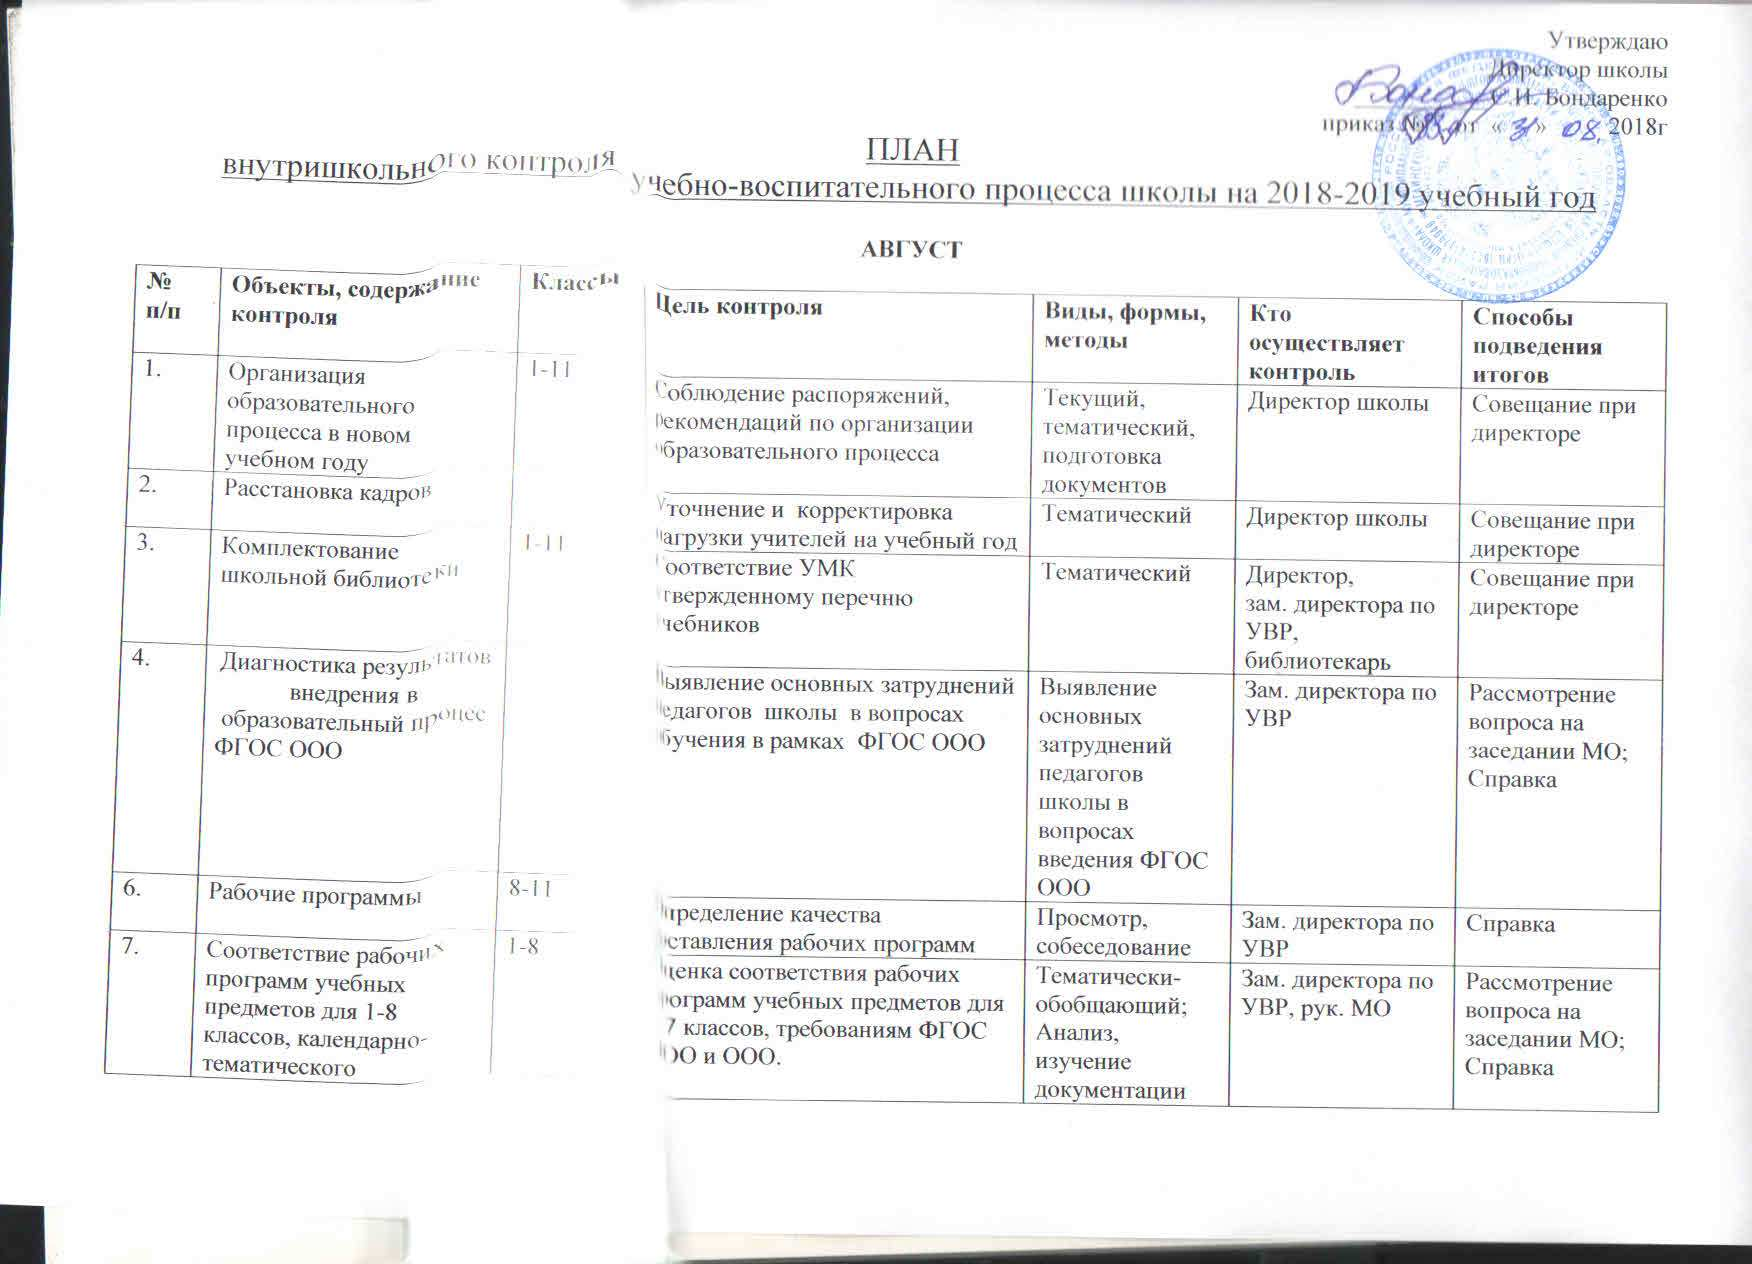 Утверждаю
Директор школы
С.И. Бондаренко
приказ № от « 31 » 08. 2018г
ПЛАН
внутришкольного контроля учебно-воспитательного процесса школы на 2018-2019 учебный год
АВГУСТ
№
п/п
Объекты, содержание
контроля
Классы
Цель контроля
Виды, формы,
методы
Кто
осуществляет
контроль
Способы
подведения
итогов
1.
Организация
образовательного
процесса в новом
учебном году
1-11
Соблюдение распоряжений,
рекомендаций по организации
образовательного процесса
Текущий,
тематический,
подготовка
документов
Директор школы
Совещание при
директоре
2.
Расстановка кадров
Уточнение и корректировка
нагрузки учителей на учебный год
Тематический
Директор школы
Совещание при
директоре
3.
Комплектование
школьной библиотеки
1-11
Соответствие УМК
утвержденному перечню
учебников
Тематический
Директор,
зам. директора по
УВР,
библиотекарь
Совещание при
директоре
4.
Диагностика результатов
внедрения в
образовательный процес
ФГОС ООО
Выявление основных затруднений
педагогов школы в вопросах
обучения в рамках ФГОС ООО
Выявление
основных
затруднений
педагогов
школы в
вопросах
введения ФГОС
ООО
Зам. директора по
УВР
Рассмотрение
вопроса на
заседании МО;
Справка
6.
Рабочие программы
8-11
Определение качества
составления рабочих программ
Просмотр,
собеседование
Зам. директора по
УВР
Справка
7.
Соответствие рабочих
программ учебных
предметов для 1-8
классов, календарно-
тематического
1-8
Оценка соответствия рабочих
программ учебных предметов для
7 классов, требованиям ФГОС
НОО и ООО.
Тематически-
обобщающий;
Анализ,
изучение
документации
Зам. директора по
УВР, рук. МО
Рассмотрение
вопроса на
заседании МО;
Справка